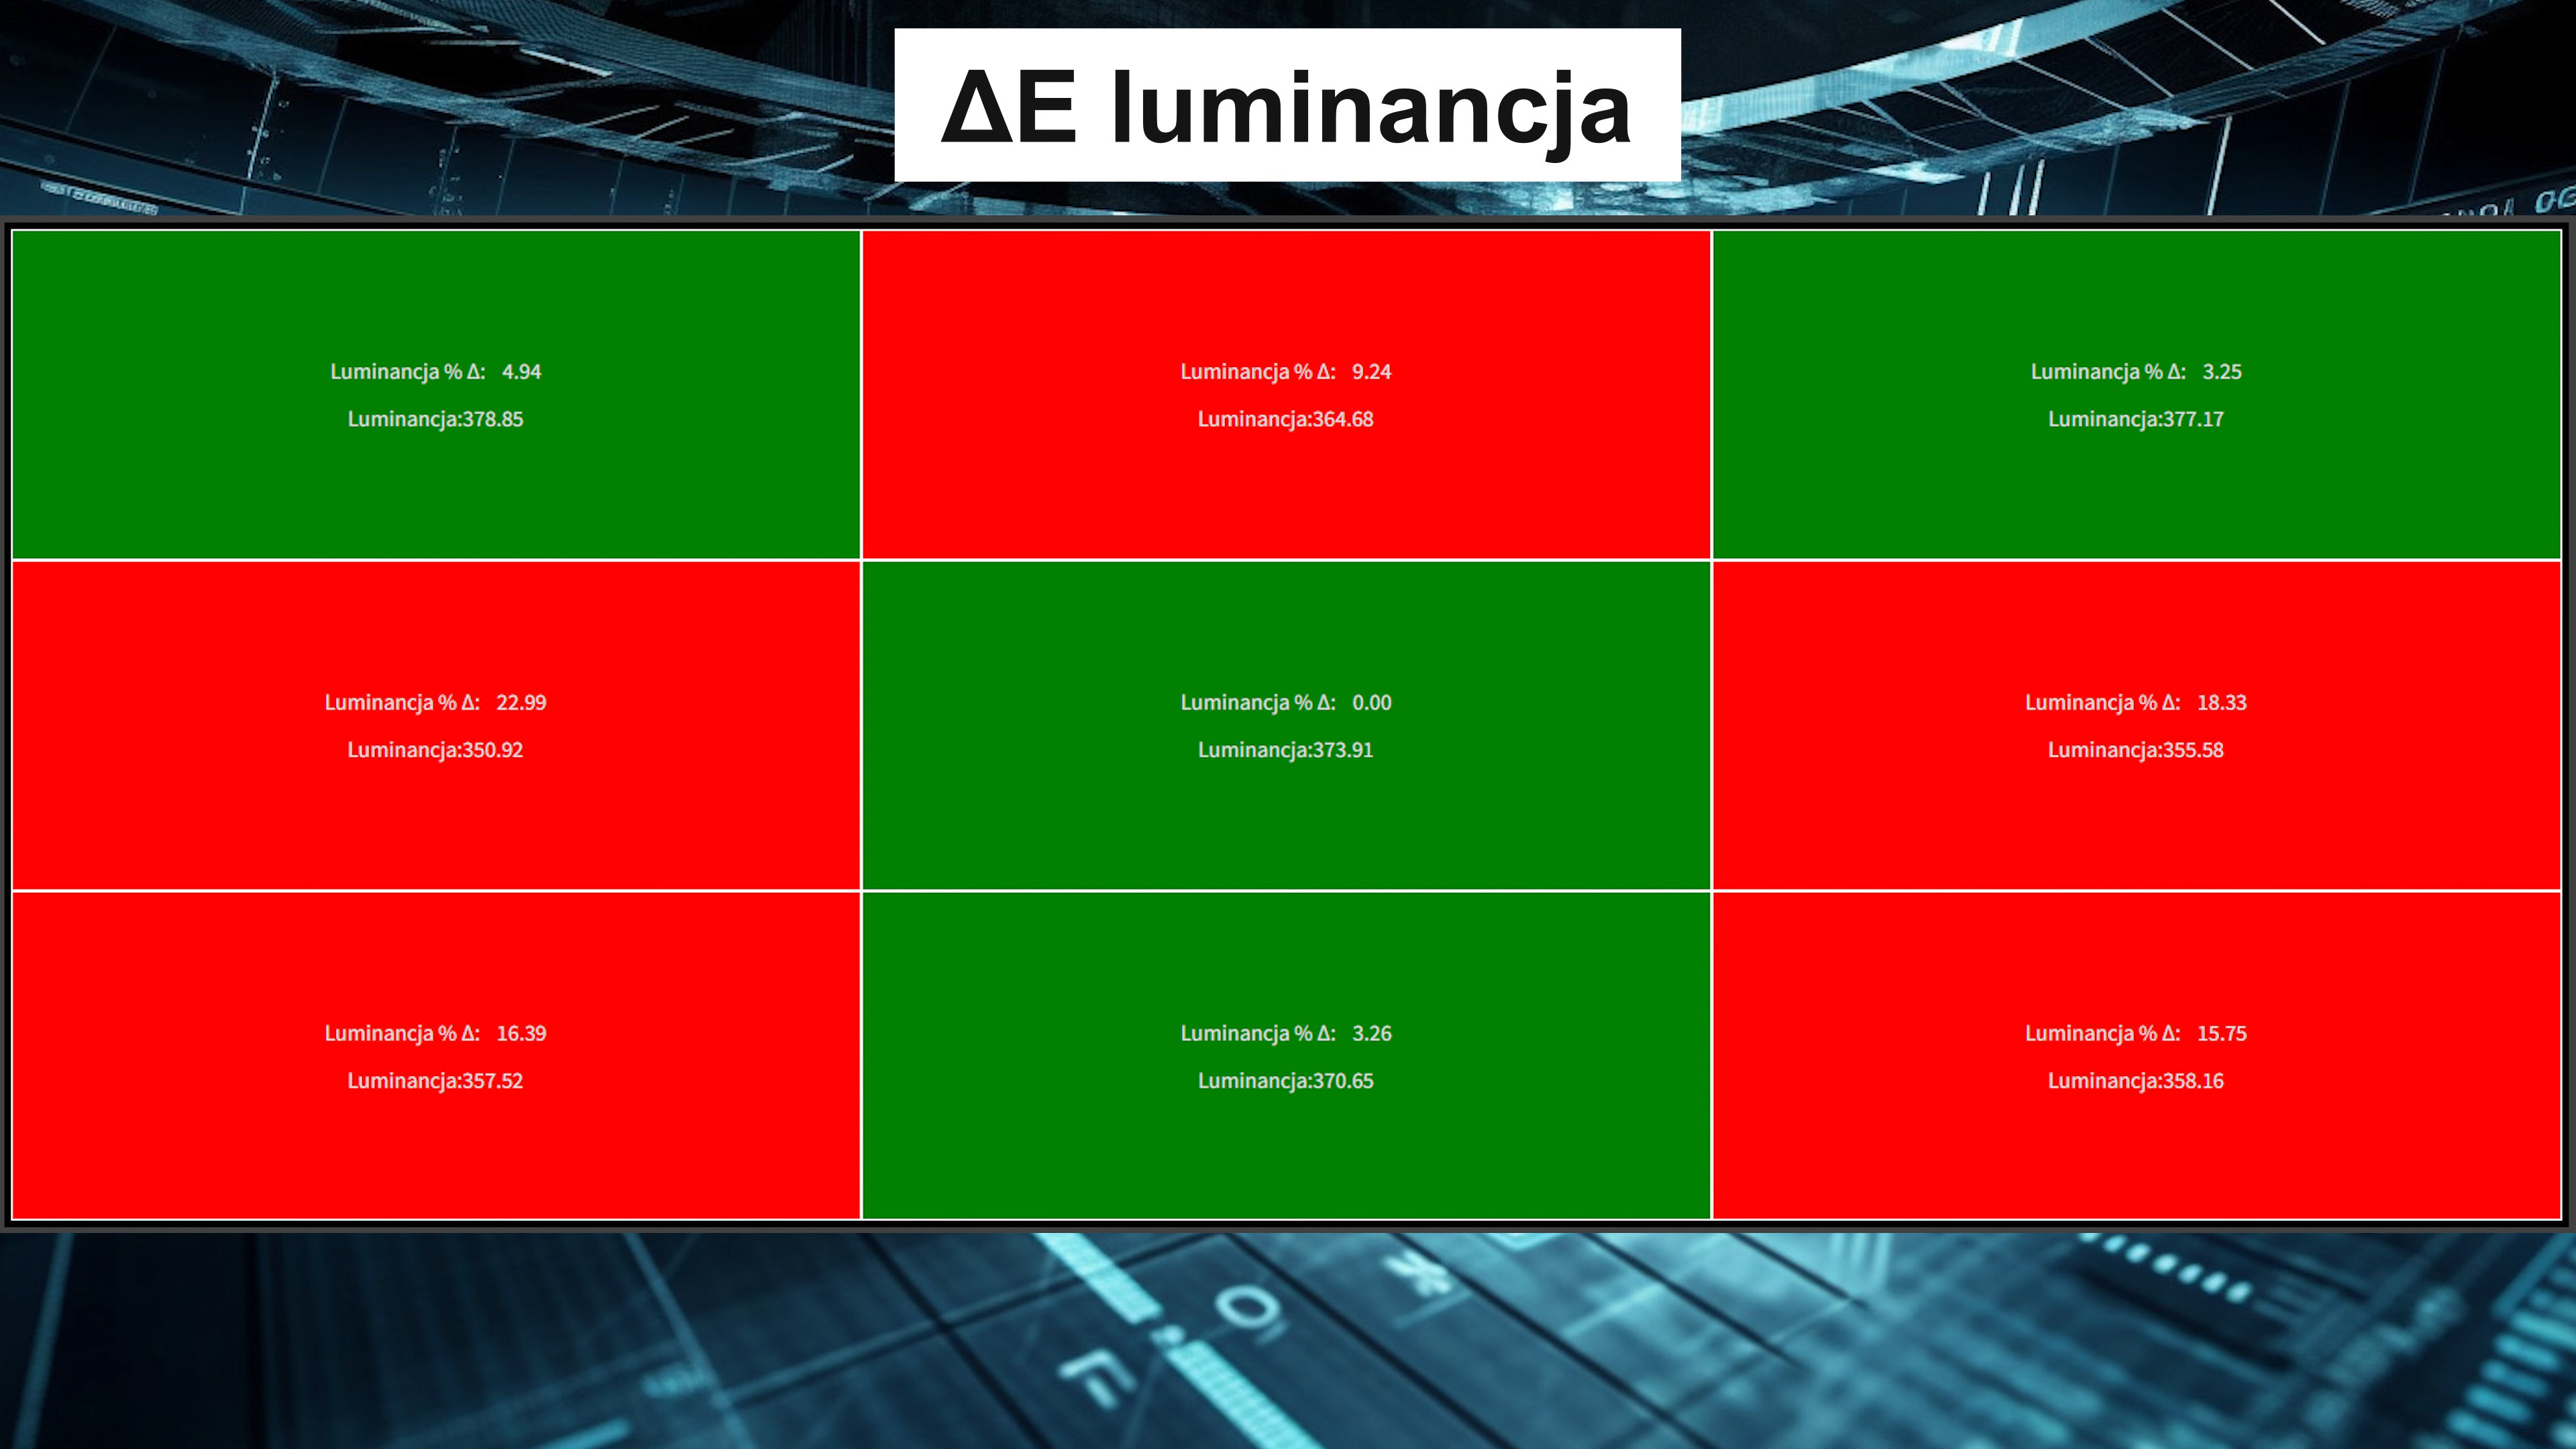 ΔE luminancja
Luminancja % Δ: 4.94
Luminancja:378.85
Luminancja % Δ: 9.24
Luminancja:364.68
Luminancja % Δ: 3.25
Luminancja:377.17
Luminancja % Δ: 22.99
Luminancja:350.92
Luminancja % Δ: 0.00
Luminancja:373.91
Luminancja % Δ: 18.33
Luminancja:355.58
Luminancja % Δ: 16.39
Luminancja:357.52
Luminancja % Δ: 3.26
Luminancja:370.65
Luminancja % Δ: 15.75
Luminancja:358.16